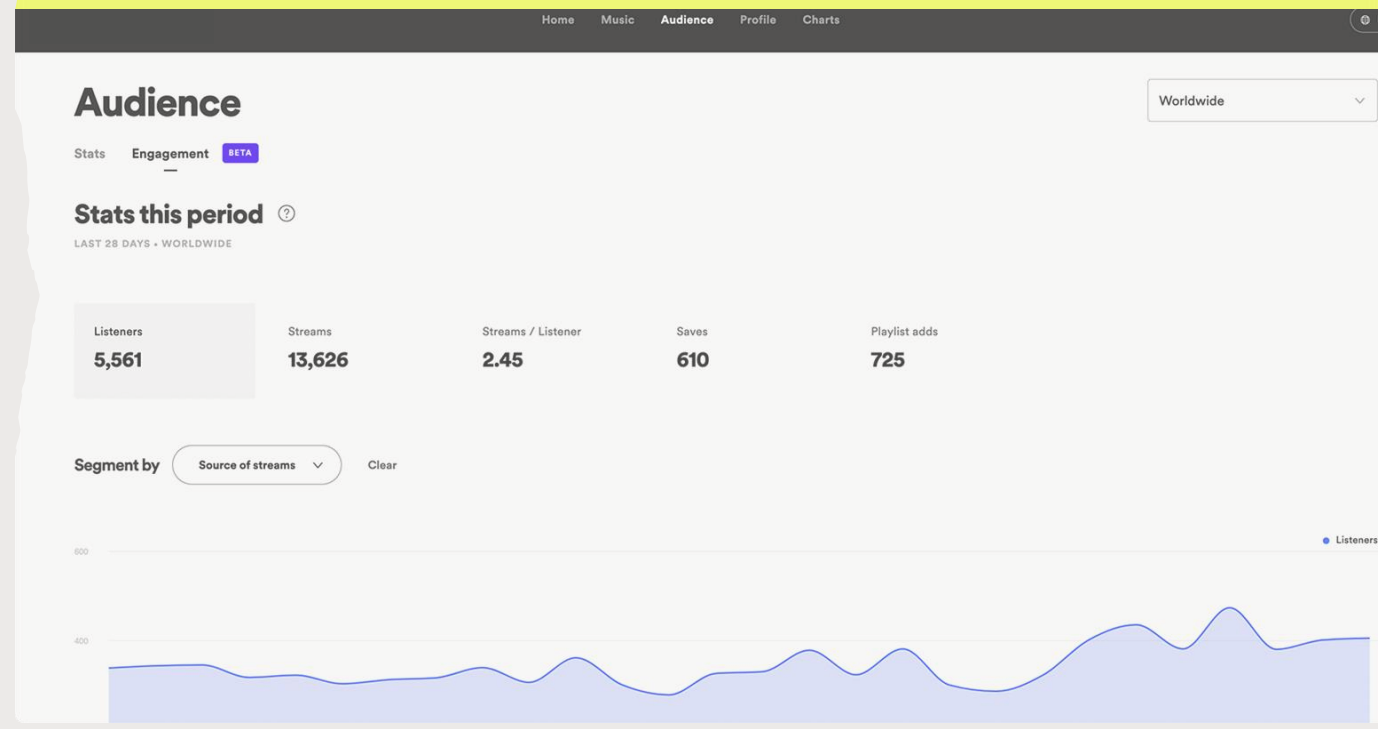 Home Music Audience Profile Charts
Audience
Worldwide
Stats Engagement BETA
Stats this period ?
LAST 28 DAYS • WORLDWIDE
Listeners Streams Streams / Listener Saves Playlist adds
5,561 13,626 2.45 610 725
Segment by Source of streams Clear
Listeners
600
400